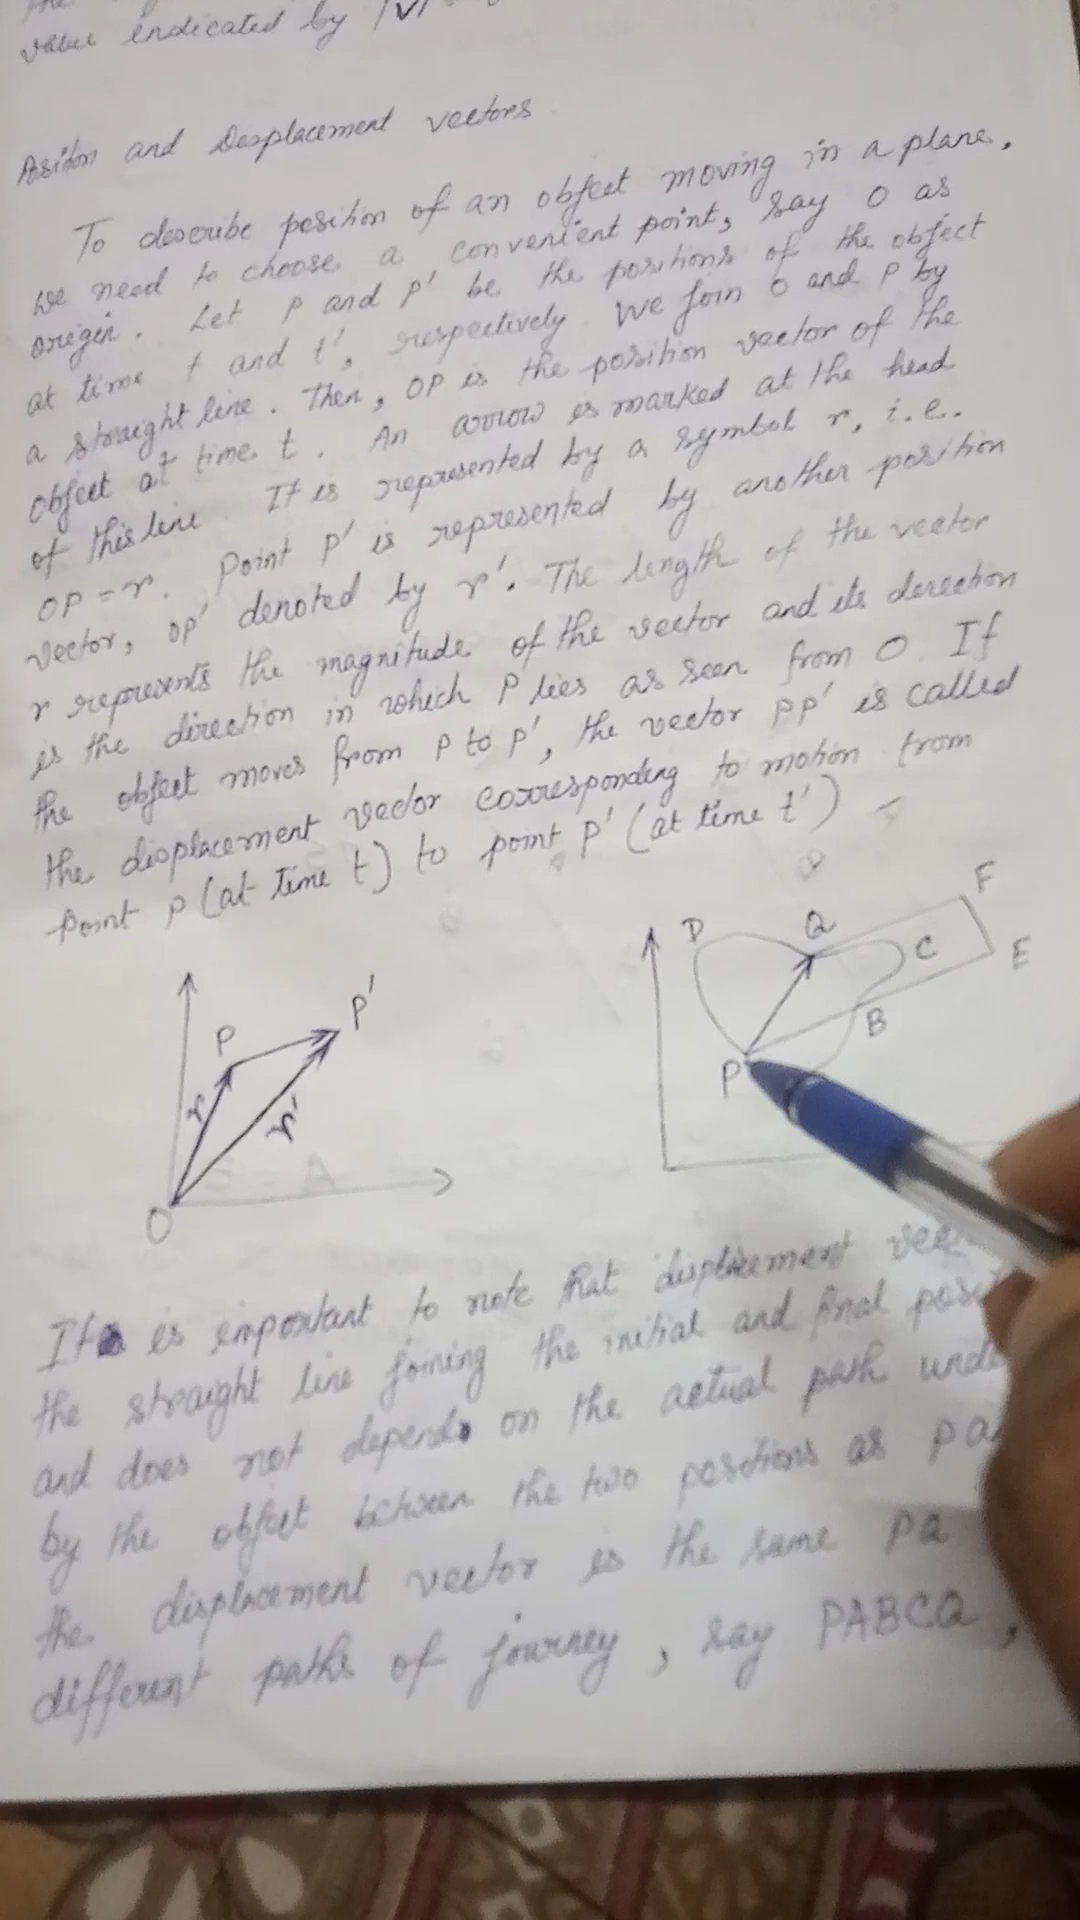 value indicated by |v|
Position and Desplacement vectors
To describe position of an object moving in a plane,
we need to choose a convenient point, say O as
origin. Let P and P' be the positions of the object
at time t and t', respectively. We join O and P by
a straight line. Then, OP is the position vector of the
object at time t. An arrow is marked at the head
of this line. It is represented by a symbol r, i.e.
OP = r. Point P' is represented by another position
vector, OP' denoted by r'. The length of the vector
r represents the magnitude of the vector and its direction
is the direction in which P lies as seen from O. If
the object moves from P to P', the vector PP' is called
the displacement vector corresponding to motion from
point P (at time t) to point P' (at time t')
P
P'
r
r'
O
D
Q
F
C
E
B
P
It is important to note that displacement
the straight line joining the initial and final
and does not depend on the actual path
by the object between the two positions as P
the displacement vector is the same PQ
different paths of journey, say PABCQ,